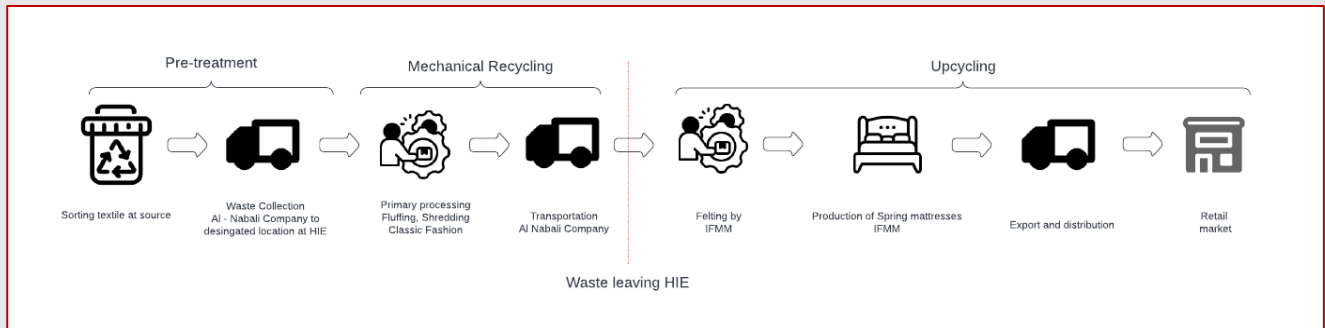 Pre-treatment
Mechanical Recycling
Upcycling
Sorting textile at source
Waste Collection
Al - Nabali Company to
desingated location at HIE
Primary processing
Fluffing, Shredding
Classic Fashion
Transportation
Al Nabali Company
Felting by
IFMM
Production of Spring mattresses
IFMM
Export and distribution
Retail
market
Waste leaving HIE